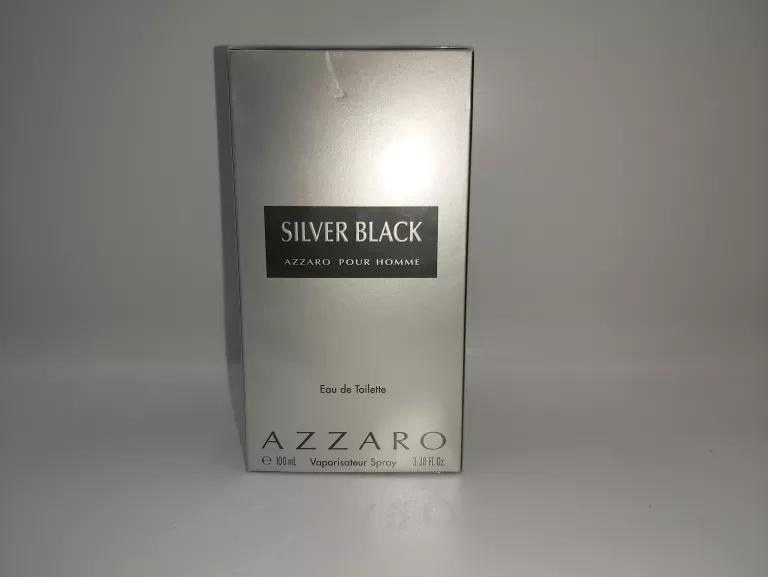 SILVER BLACK
AZZARO POUR HOMME
Eau de Toilette
AZZARO
℮ 100 mL Vaporisateur Spray 3.38 Fl. Oz.